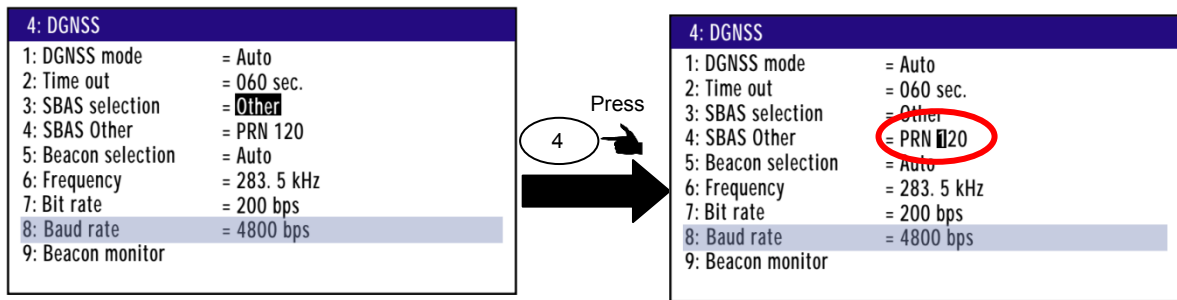 4: DGNSS
1: DGNSS mode = Auto
2: Time out = 060 sec.
3: SBAS selection = Other
4: SBAS Other = PRN 120
5: Beacon selection = Auto
6: Frequency = 283. 5 kHz
7: Bit rate = 200 bps
8: Baud rate = 4800 bps
9: Beacon monitor
Press
4
4: DGNSS
1: DGNSS mode = Auto
2: Time out = 060 sec.
3: SBAS selection = Other
4: SBAS Other = PRN 120
5: Beacon selection = Auto
6: Frequency = 283. 5 kHz
7: Bit rate = 200 bps
8: Baud rate = 4800 bps
9: Beacon monitor